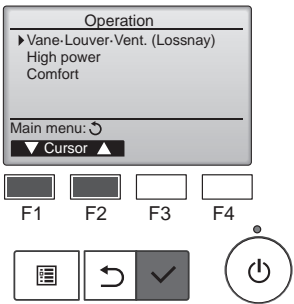 Operation
Vane·Louver·Vent. (Lossnay)
High power
Comfort
Main menu:
Cursor
F1 F2 F3 F4